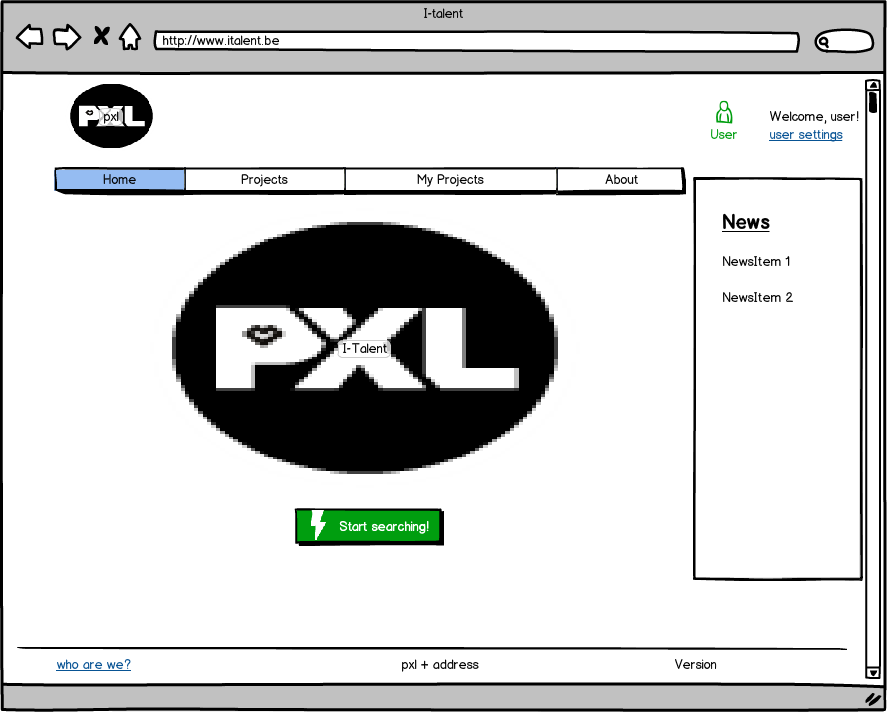 I-talent
http://www.italent.be
PXL
pxl
User
Welcome, user!
user settings
Home
Projects
My Projects
About
News
NewsItem 1
NewsItem 2
PXL
I-Talent
Start searching!
who are we?
pxl + address
Version